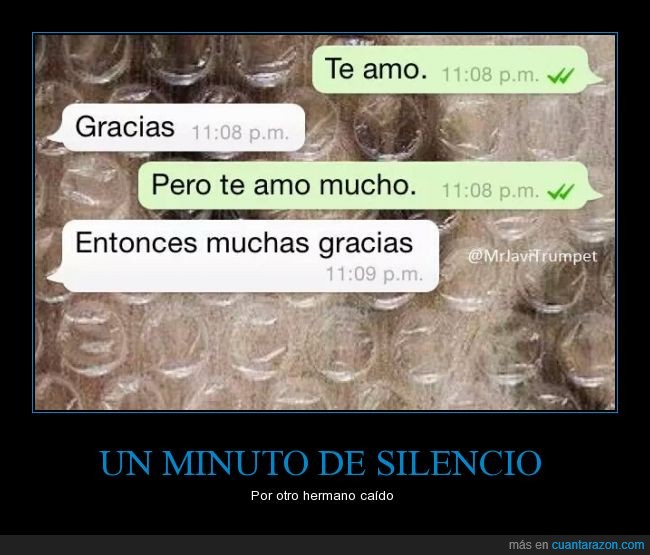 Te amo. 11:08 p.m.
Gracias 11:08 p.m.
Pero te amo mucho. 11:08 p.m.
Entonces muchas gracias
11:09 p.m.
@MrJaviTrumpet
UN MINUTO DE SILENCIO
Por otro hermano caído
más en cuantarazon.com